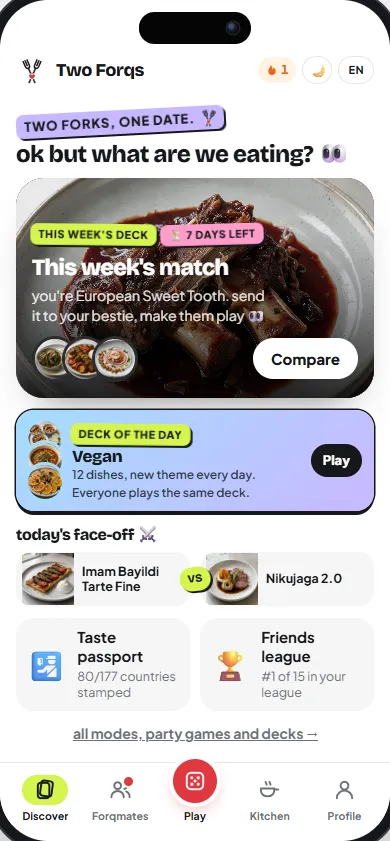 Two Forqs
1
EN
TWO FORKS, ONE DATE.
ok but what are we eating?
THIS WEEK'S DECK
7 DAYS LEFT
This week's match
you're European Sweet Tooth. send
it to your bestie, make them play
Compare
DECK OF THE DAY
Vegan
12 dishes, new theme every day.
Everyone plays the same deck.
Play
today's face-off
Imam Bayildi
Tarte Fine
VS
Nikujaga 2.0
Taste
passport
80/177 countries
stamped
Friends
league
#1 of 15 in your
league
all modes, party games and decks →
Discover
Forqmates
Play
Kitchen
Profile